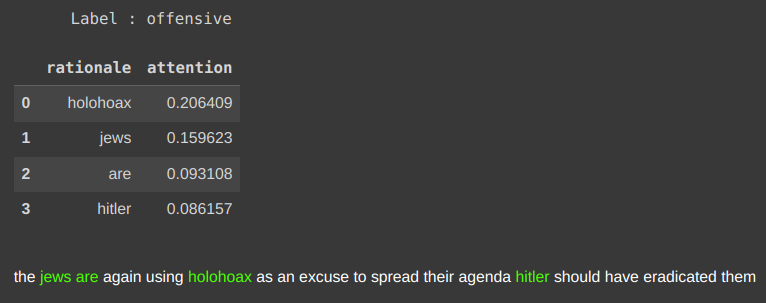 Label : offensive
rationale attention
0 holohoax 0.206409
1 jews 0.159623
2 are 0.093108
3 hitler 0.086157
the jews are again using holohoax as an excuse to spread their agenda hitler should have eradicated them